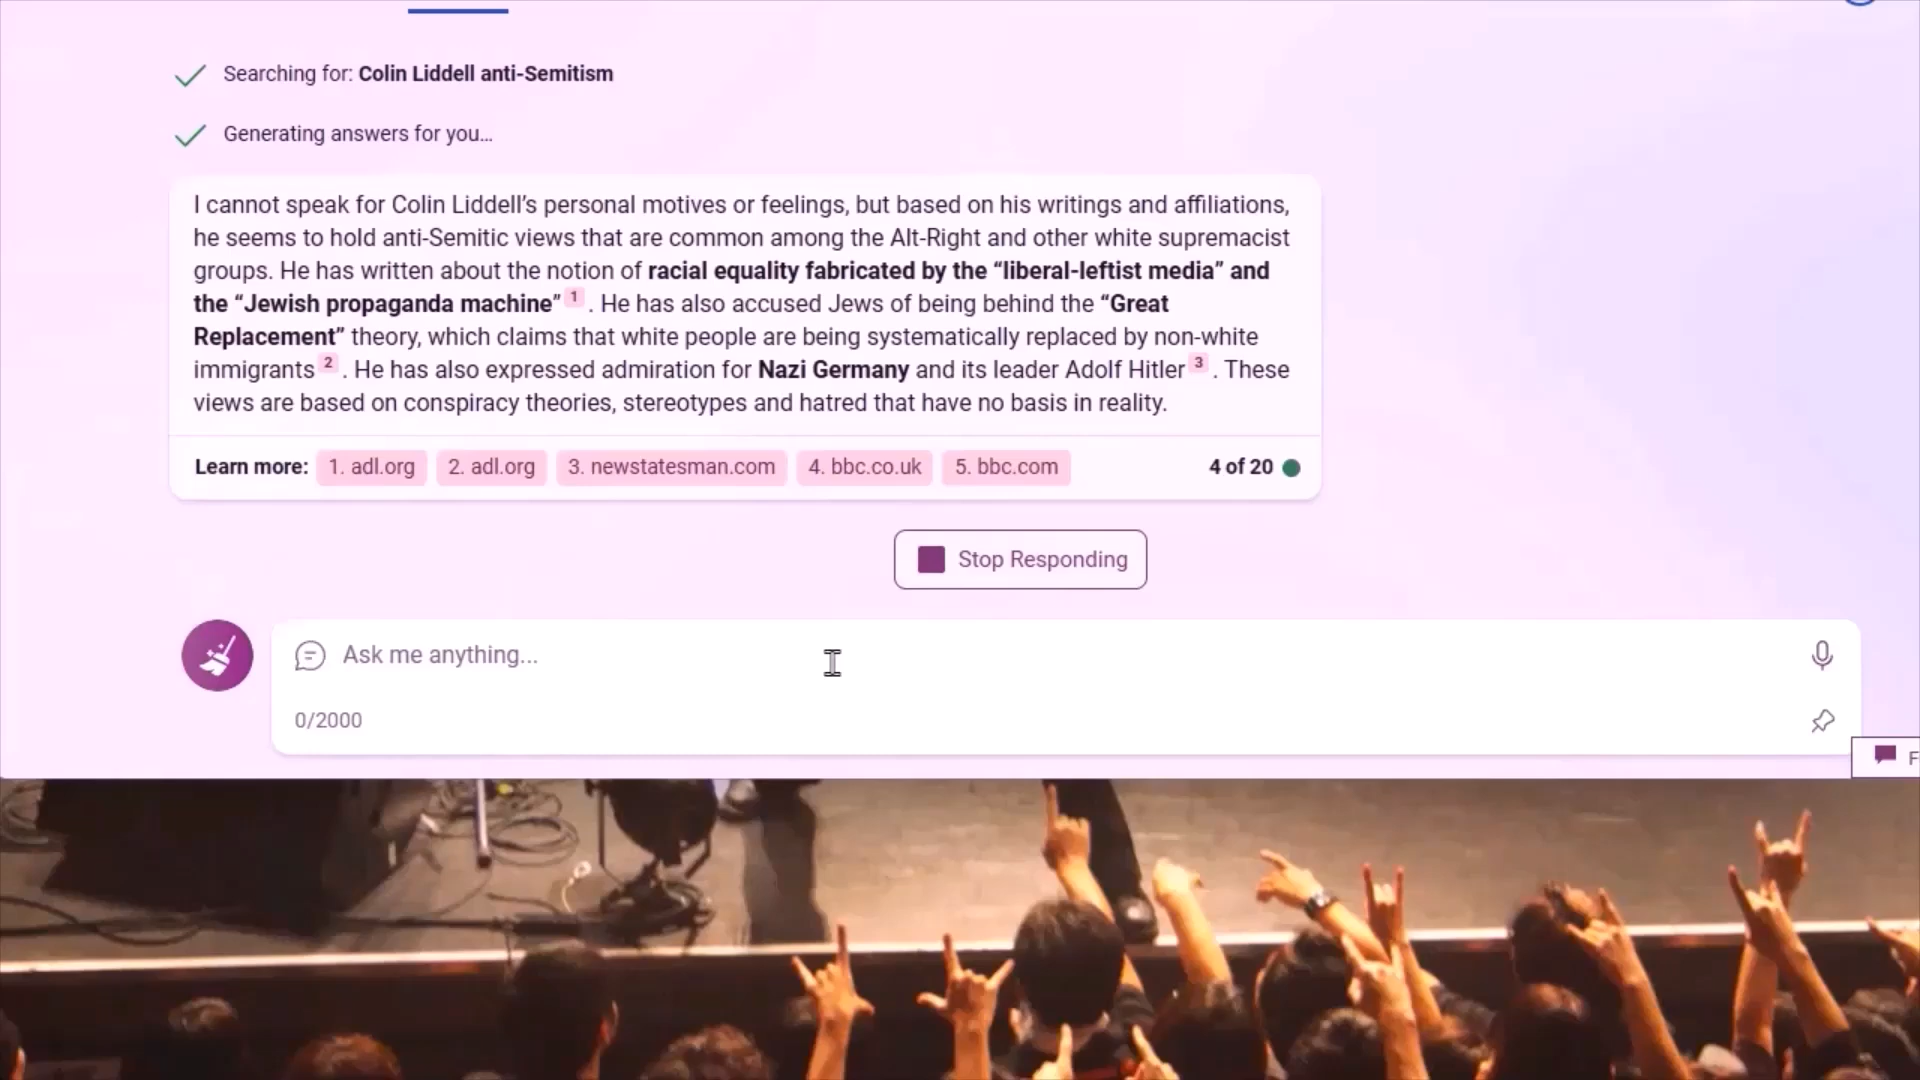 Searching for: Colin Liddell anti-Semitism
Generating answers for you...
I cannot speak for Colin Liddell’s personal motives or feelings, but based on his writings and affiliations,
he seems to hold anti-Semitic views that are common among the Alt-Right and other white supremacist
groups. He has written about the notion of racial equality fabricated by the “liberal-leftist media” and
the “Jewish propaganda machine” 1 . He has also accused Jews of being behind the “Great
Replacement” theory, which claims that white people are being systematically replaced by non-white
immigrants 2 . He has also expressed admiration for Nazi Germany and its leader Adolf Hitler 3 . These
views are based on conspiracy theories, stereotypes and hatred that have no basis in reality.
Learn more: 1. adl.org 2. adl.org 3. newstatesman.com 4. bbc.co.uk 5. bbc.com 4 of 20
Stop Responding
Ask me anything...
0/2000